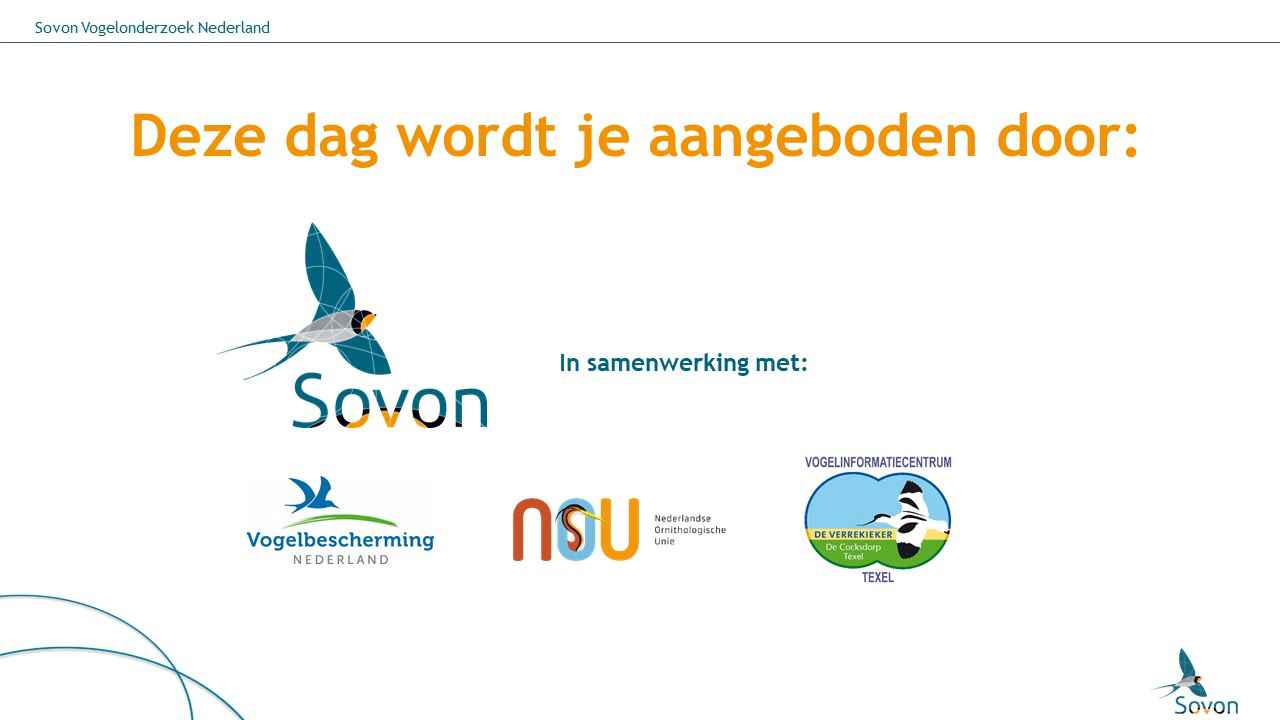 Sovon Vogelonderzoek Nederland
Deze dag wordt je aangeboden door:
Sovon
In samenwerking met:
Vogelbescherming
NEDERLAND
nou
Nederlandse
Ornithologische
Unie
VOGELINFORMATIECENTRUM
DE VERREKIEKER
De Cocksdorp
Texel
TEXEL
Sovon